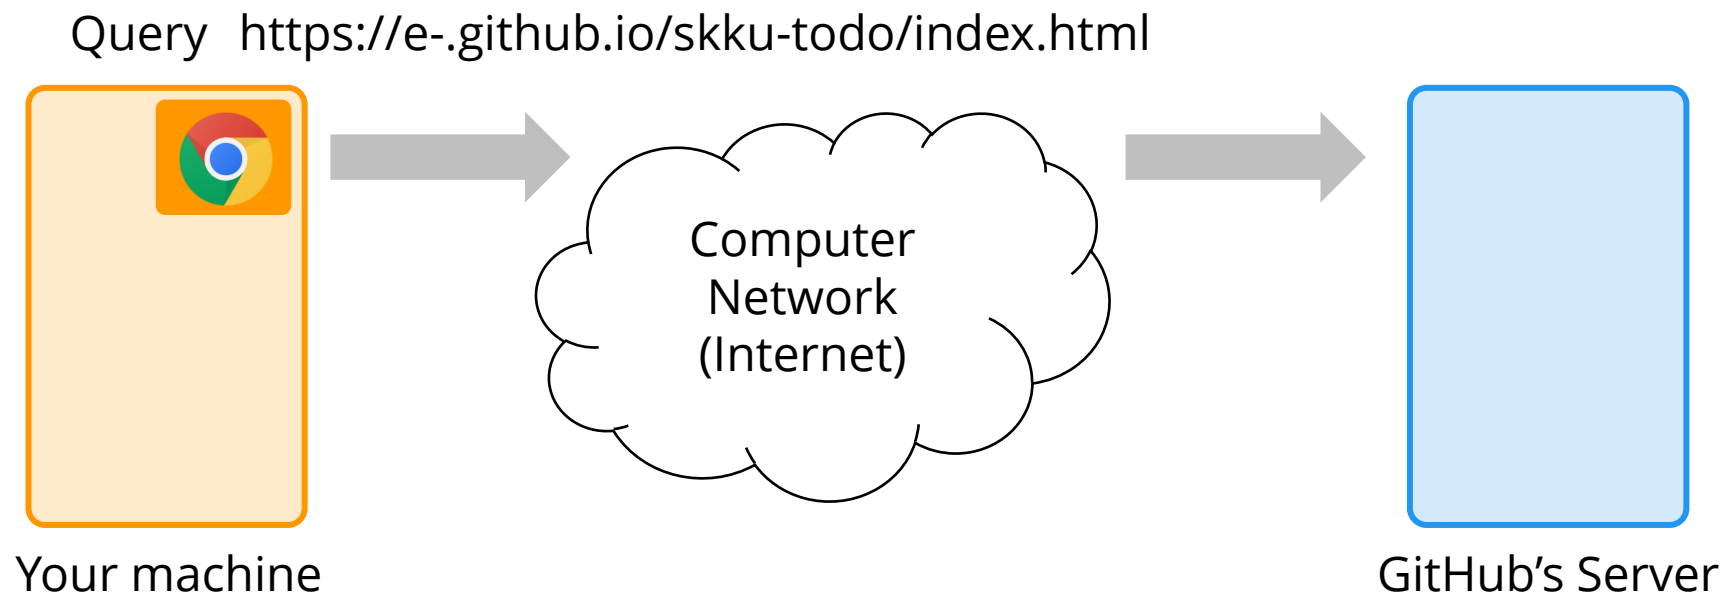 Query https://e-.github.io/skku-todo/index.html
Computer
Network
(Internet)
Your machine
GitHub’s Server